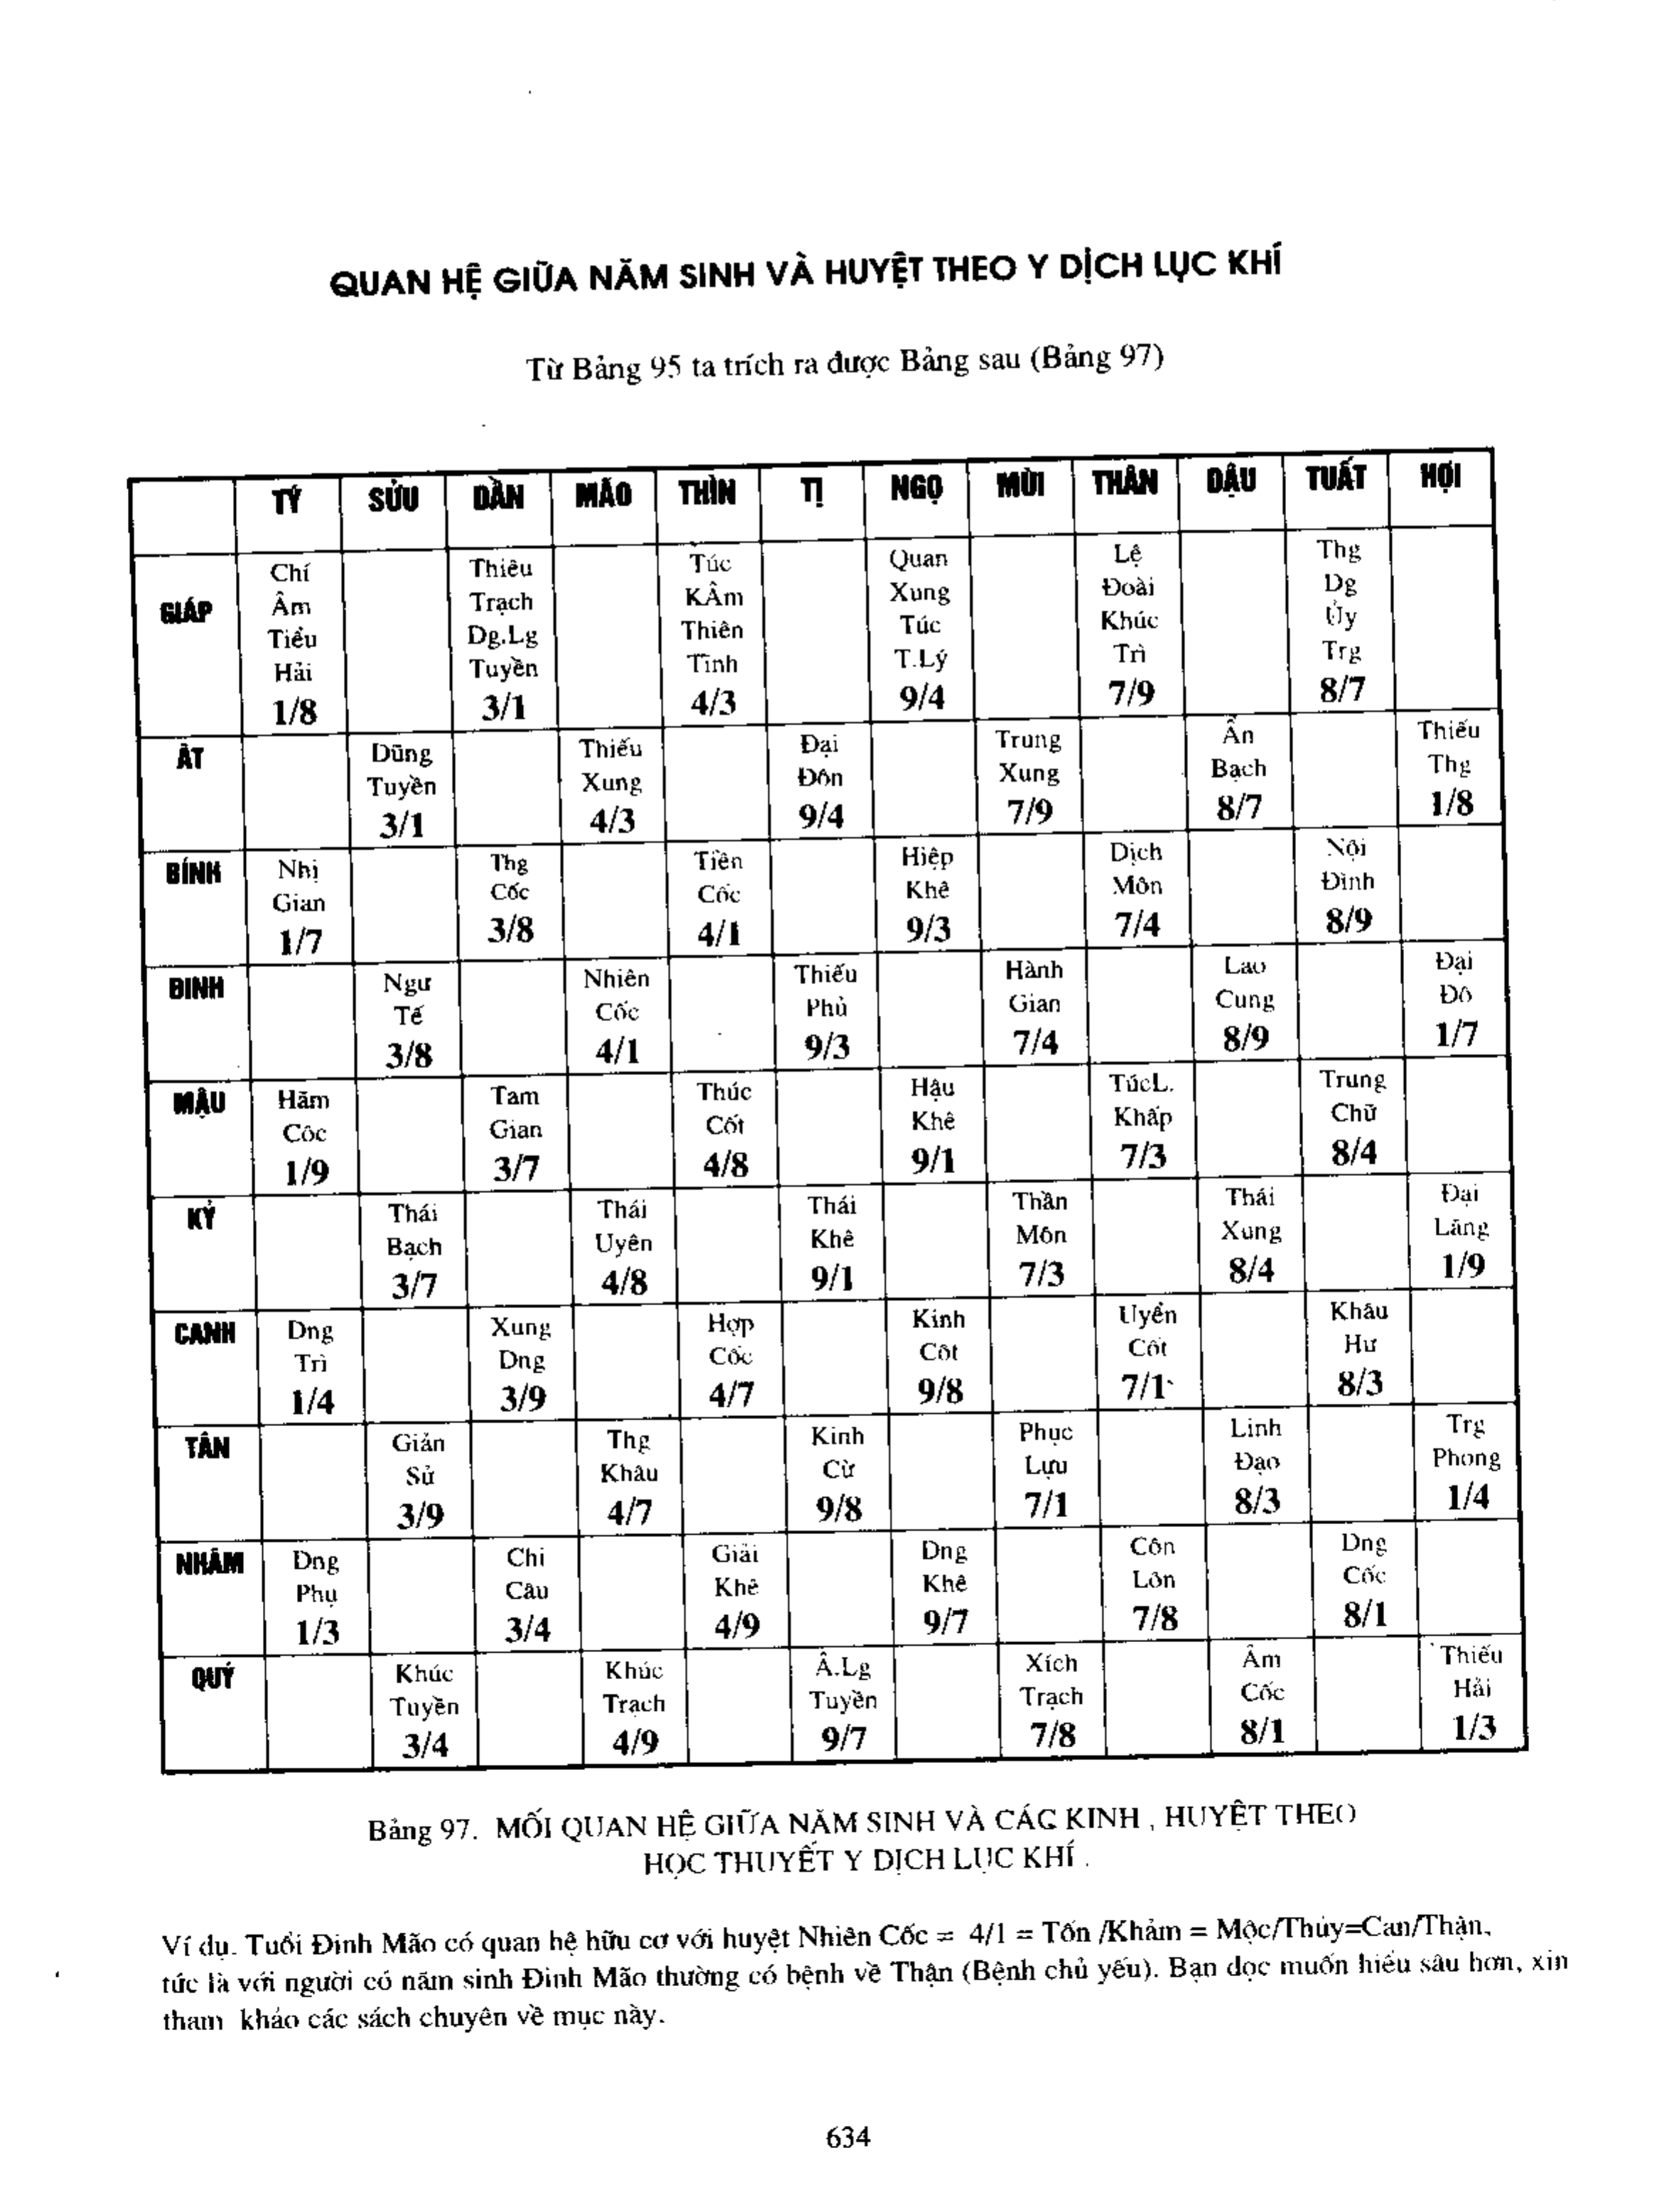 QUAN HỆ GIỮA NĂM SINH VÀ HUYỆT THEO Y DỊCH LỤC KHÍ
Từ Bảng 95 ta trích ra được Bảng sau (Bảng 97)
TÝ SỬU DẦN MÃO THÌN TỊ NGỌ MÙI THÂN DẬU TUẤT HỢI
GIÁP
Chí Thiêu Túc Quan Lệ Thg
Âm Trạch KÂm Xung Đoài Dg
Tiểu Dg.Lg Thiên Túc Khúc Ủy
Hải Tuyền Tỉnh T.Lý Trì Trg
1/8 3/1 4/3 9/4 7/9 8/7
ẤT
Dũng Thiếu Đại Trung Ẩn Thiếu
Tuyền Xung Đôn Xung Bạch Thg
3/1 4/3 9/4 7/9 8/7 1/8
BÍNH
Nhị Thg Tiền Hiệp Dịch Nội
Gian Cốc Cốc Khê Môn Đình
1/7 3/8 4/1 9/3 7/4 8/9
ĐINH
Ngư Nhiên Thiếu Hành Lao Đại
Tế Cốc Phủ Gian Cung Đô
3/8 4/1 9/3 7/4 8/9 1/7
MẬU
Hãm Tam Thúc Hậu TúcL. Trung
Côc Gian Cốt Khê Khấp Chữ
1/9 3/7 4/8 9/1 7/3 8/4
KỶ
Thái Thái Thái Thần Thái Đại
Bạch Uyên Khê Môn Xung Lăng
3/7 4/8 9/1 7/3 8/4 1/9
CANH
Dng Xung Hợp Kinh Uyển Khâu
Trì Dng Cốc Côt Cốt Hư
1/4 3/9 4/7 9/8 7/1 8/3
TÂN
Giản Thg Kinh Phục Linh Trg
Sử Khâu Cừ Lựu Đạo Phong
3/9 4/7 9/8 7/1 8/3 1/4
NHÂM
Dng Chi Giải Dng Côn Dng
Phụ Câu Khê Khê Lôn Cốc
1/3 3/4 4/9 9/7 7/8 8/1
QUÝ
Khúc Khúc Â.Lg Xích Âm Thiếu
Tuyền Trạch Tuyền Trạch Cốc Hải
3/4 4/9 9/7 7/8 8/1 1/3
Bảng 97. MỐI QUAN HỆ GIỮA NĂM SINH VÀ CÁC KINH , HUYỆT THEO
HỌC THUYẾT Y DỊCH LỤC KHÍ .
Ví dụ. Tuổi Đinh Mão có quan hệ hữu cơ với huyệt Nhiên Cốc = 4/1 = Tốn /Khảm = Mộc/Thủy=Can/Thận,
tức là với người có năm sinh Đinh Mão thường có bệnh về Thận (Bệnh chủ yếu). Bạn đọc muốn hiểu sâu hơn, xin
tham khảo các sách chuyên về mục này.
634